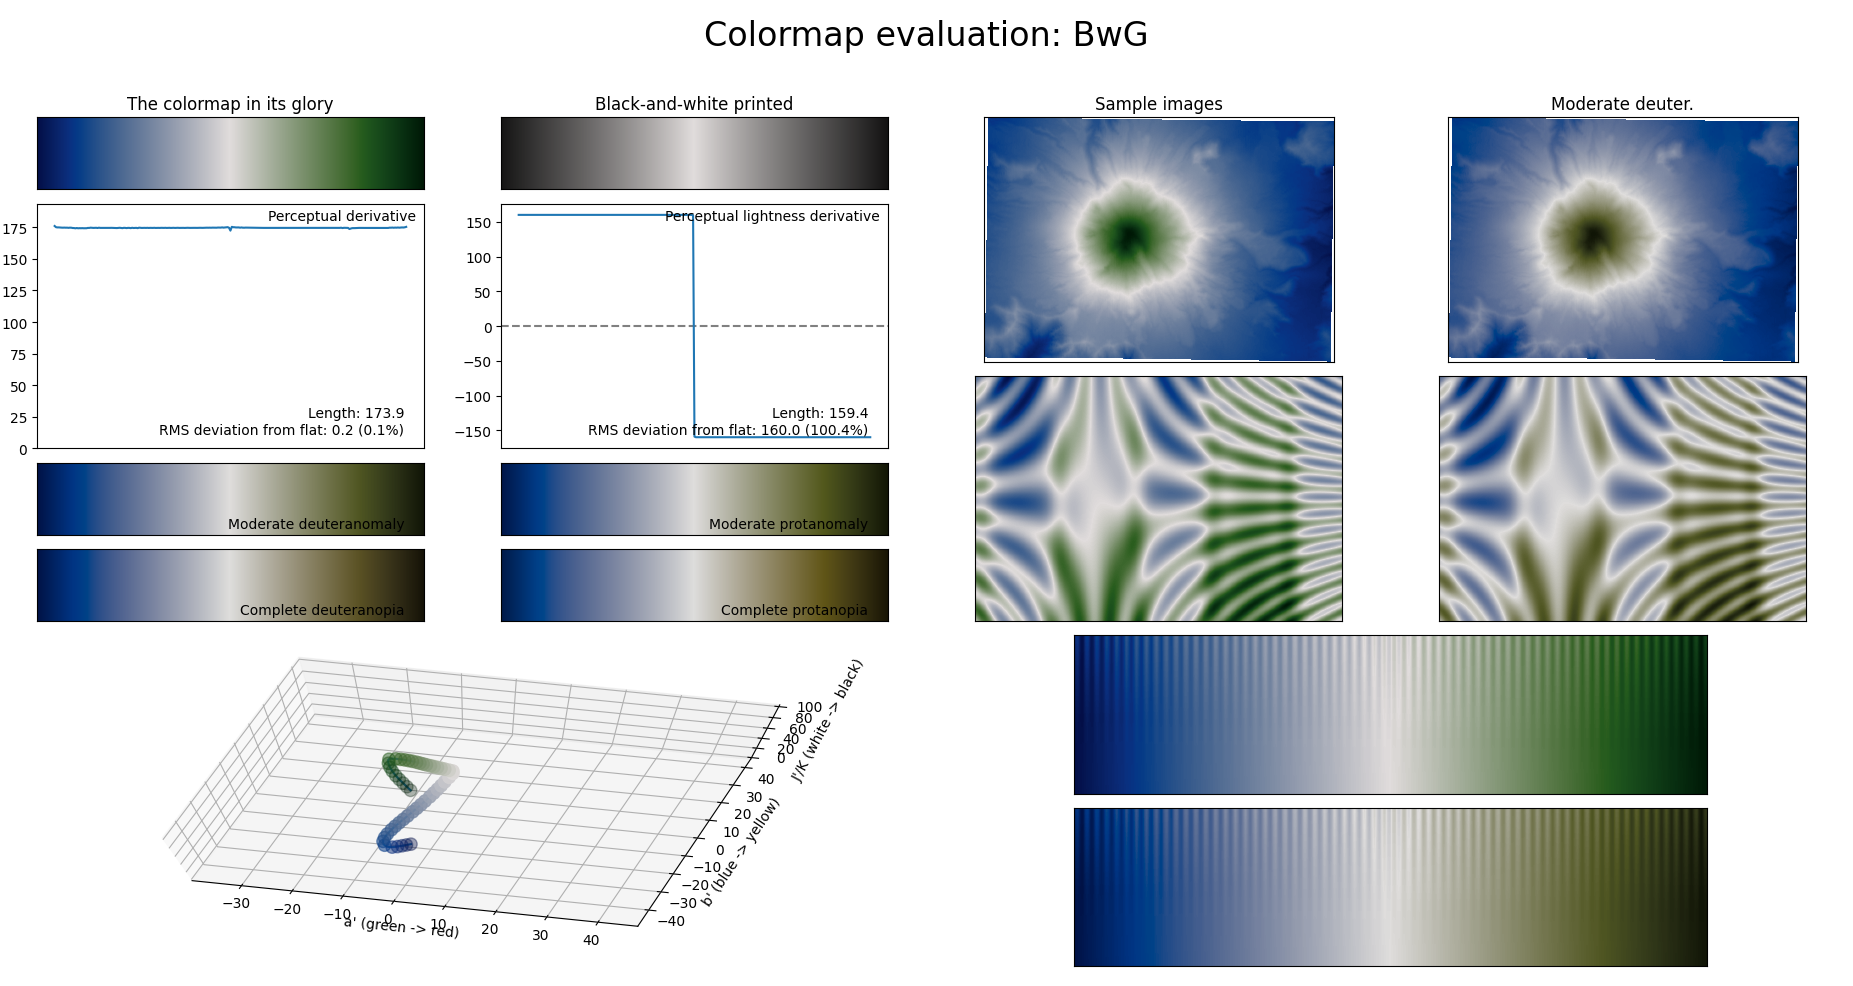 Colormap evaluation: BwG
The colormap in its glory
Black-and-white printed
Sample images
Moderate deuter.
Perceptual derivative
175
150
125
100
75
50
25
0
Length: 173.9
RMS deviation from flat: 0.2 (0.1%)
Perceptual lightness derivative
150
100
50
0
−50
−100
−150
Length: 159.4
RMS deviation from flat: 160.0 (100.4%)
Moderate deuteranomaly
Moderate protanomaly
Complete deuteranopia
Complete protanopia
100
80
60
40
20
0
J'/K (white -> black)
40
30
20
10
0
−10
−20
−30
−40
b' (blue -> yellow)
−30
−20
−10
0
10
20
30
40
a' (green -> red)